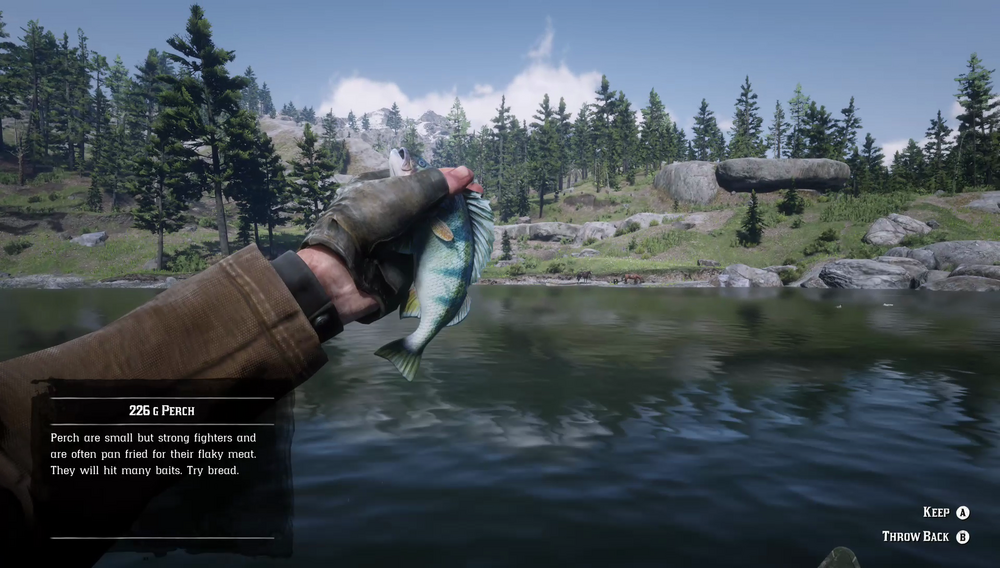 226 g Perch
Perch are small but strong fighters and
are often pan fried for their flaky meat.
They will hit many baits. Try bread.
Keep A
Throw Back B